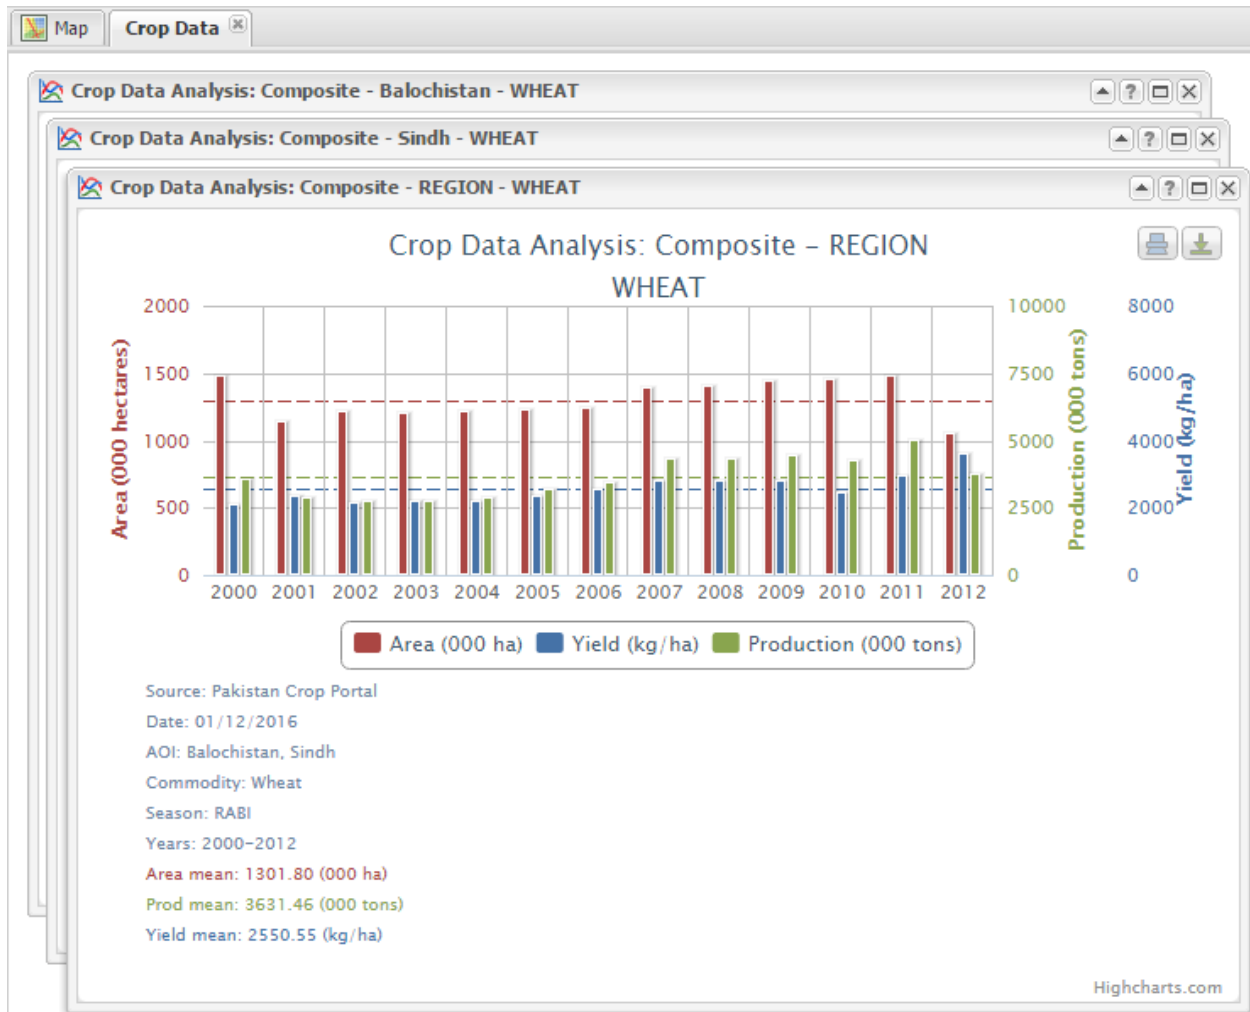 Map
Crop Data
Crop Data Analysis: Composite - Balochistan - WHEAT
Crop Data Analysis: Composite - Sindh - WHEAT
Crop Data Analysis: Composite - REGION - WHEAT
Crop Data Analysis: Composite – REGION
WHEAT
2000 10000 8000
1500 7500 6000
1000 5000 4000
500 2500 2000
0 0 0
Area (000 hectares)
Production (000 tons)
Yield (kg/ha)
2000 2001 2002 2003 2004 2005 2006 2007 2008 2009 2010 2011 2012
Area (000 ha) Yield (kg/ha) Production (000 tons)
Source: Pakistan Crop Portal
Date: 01/12/2016
AOI: Balochistan, Sindh
Commodity: Wheat
Season: RABI
Years: 2000–2012
Area mean: 1301.80 (000 ha)
Prod mean: 3631.46 (000 tons)
Yield mean: 2550.55 (kg/ha)
Highcharts.com